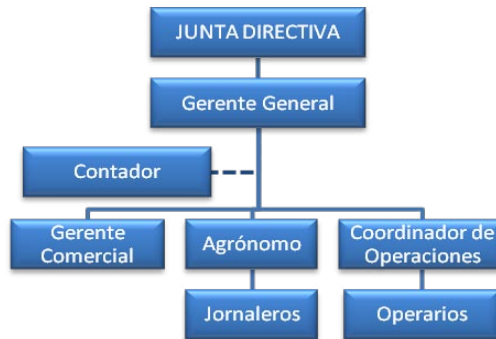 JUNTA DIRECTIVA
Gerente General
Contador
Gerente
Comercial
Agrónomo
Coordinador de
Operaciones
Jornaleros
Operarios